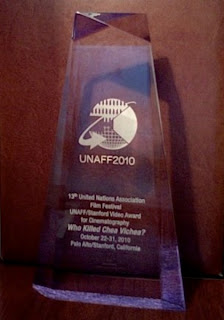 UNAFF2010
13th United Nations Association
Film Festival
UNAFF/Stanford Video Award
for Cinematography
Who Killed Chea Vichea?
October 22-31, 2010
Palo Alto/Stanford, California